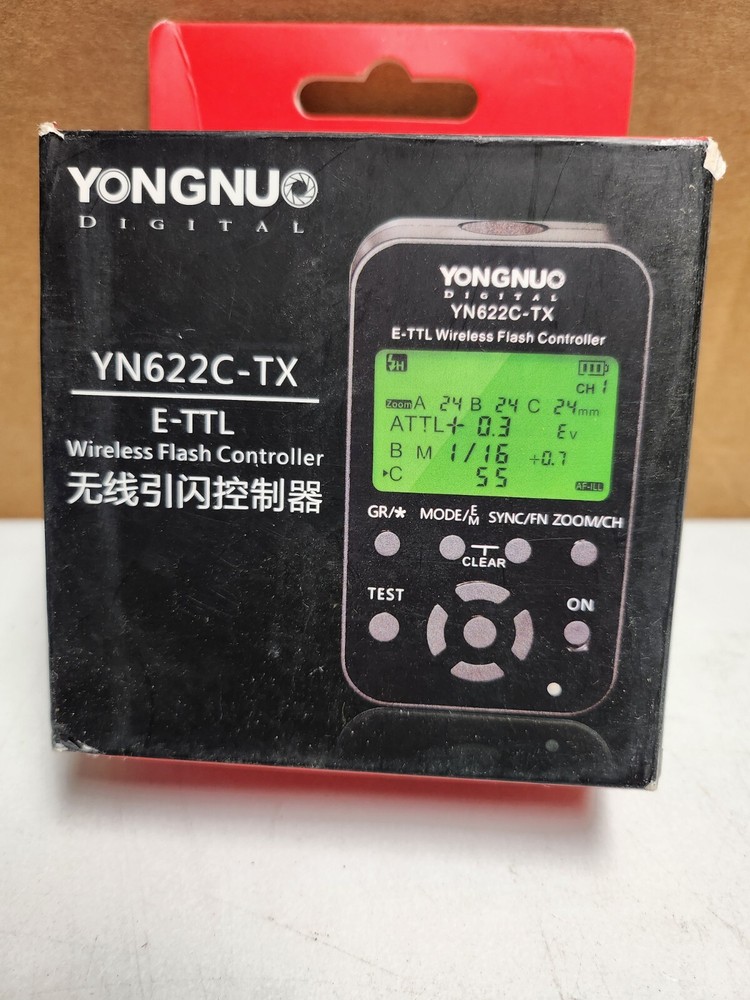 YONGNUO
DIGITAL
YN622C-TX
E-TTL
Wireless Flash Controller
无线引闪控制器
YONGNUO
DIGITAL
YN622C-TX
E-TTL Wireless Flash Controller
H
CH 1
Zoom A 24 B 24 C 24mm
ATTL+ 0.3 Ev
B M 1/16 +0.7
C 55 AF-ILL
GR/* MODE/EM SYNC/FN ZOOM/CH
CLEAR
TEST
ON